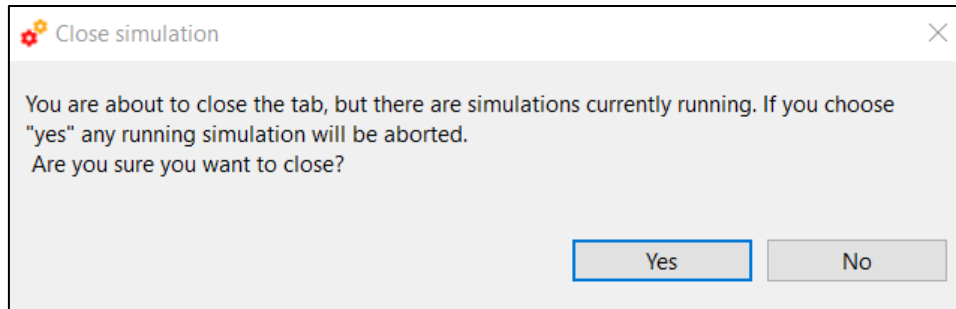 Close simulation
You are about to close the tab, but there are simulations currently running. If you choose
"yes" any running simulation will be aborted.
Are you sure you want to close?
Yes No